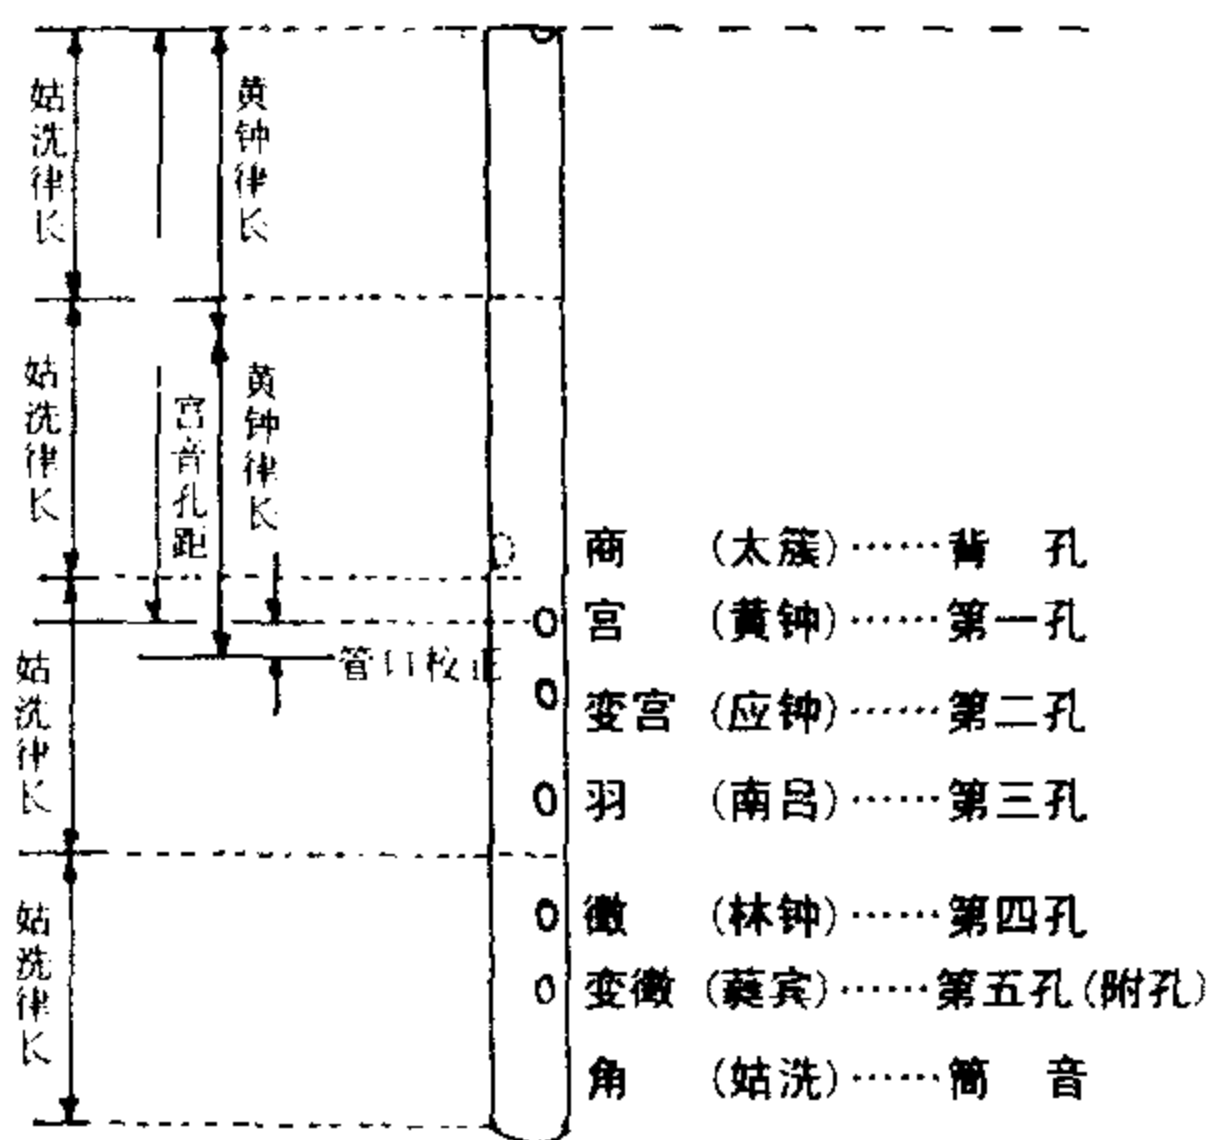 姑洗律长
黄钟律长
姑洗律长
宫音孔距
黄钟律长
管口校正
姑洗律长
姑洗律长
商 (太簇)······背 孔
宫 (黄钟)······第一孔
变宫 (应钟)······第二孔
羽 (南吕)······第三孔
徵 (林钟)······第四孔
变徵 (蕤宾)······第五孔(附孔)
角 (姑洗)······筒 音